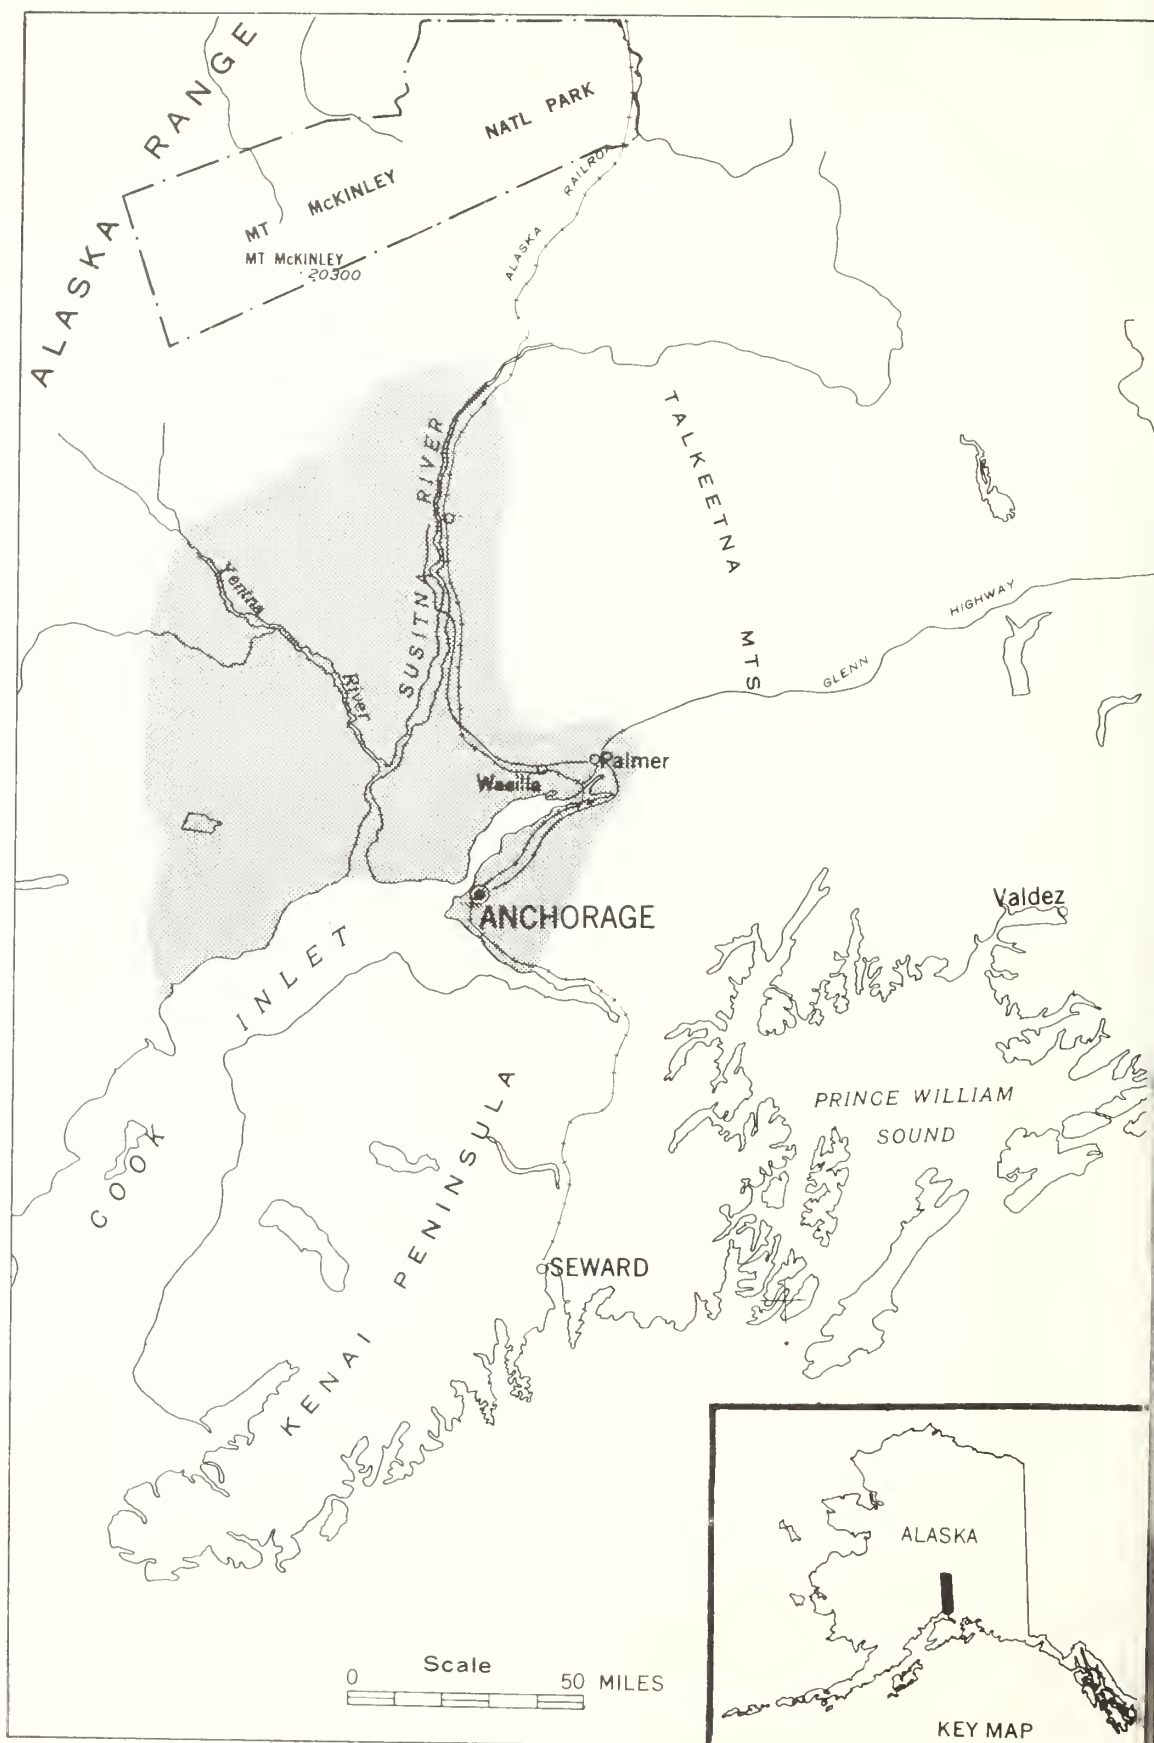 ALASKA RANGE
NATL PARK
MT McKINLEY
MT McKINLEY
20300
ALASKA RAILROA
TALKEETNA MTS
SUSITNA RIVER
Yentna River
GLENN HIGHWAY
Palmer
Wasilla
ANCHORAGE
Valdez
COOK INLET
PRINCE WILLIAM
SOUND
KENAI PENINSULA
SEWARD
ALASKA
Scale
0 50 MILES
KEY MAP